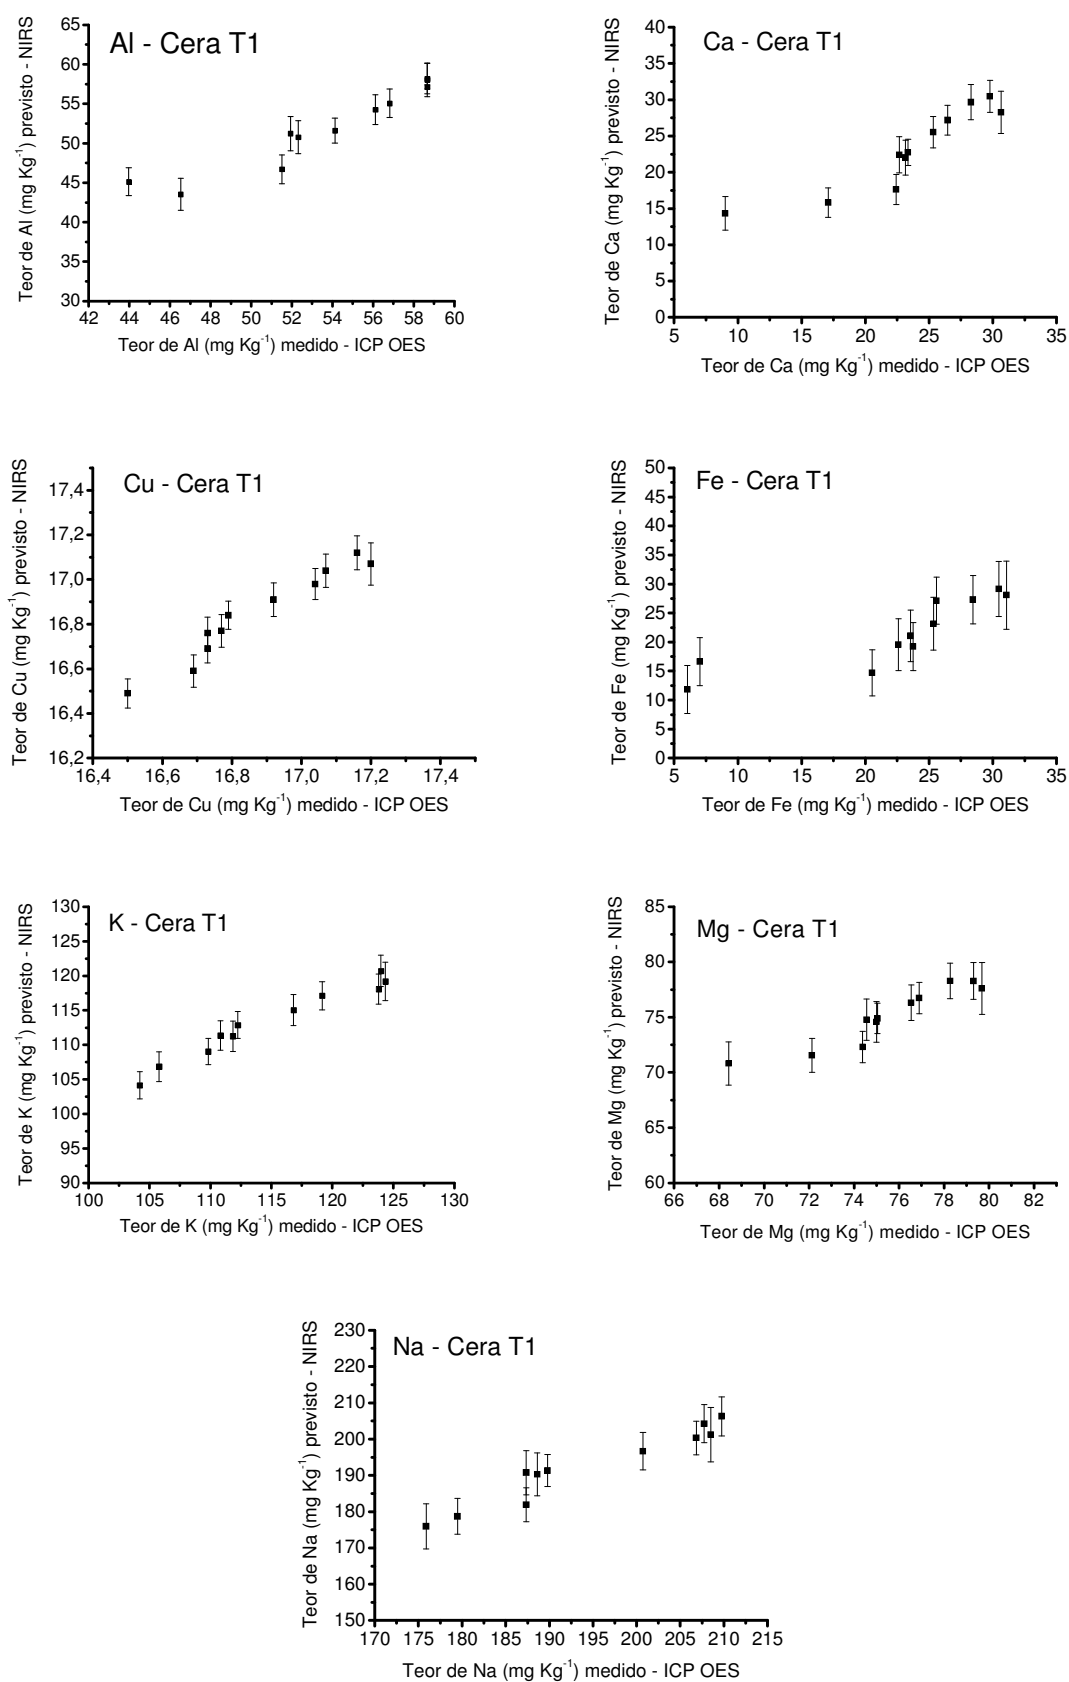 Al - Cera T1
Teor de Al (mg Kg-1) previsto - NIRS
65
60
55
50
45
40
35
30
42 44 46 48 50 52 54 56 58 60
Teor de Al (mg Kg-1) medido - ICP OES
Ca - Cera T1
Teor de Ca (mg Kg-1) previsto - NIRS
40
35
30
25
20
15
10
5
0
5 10 15 20 25 30 35
Teor de Ca (mg Kg-1) medido - ICP OES
Cu - Cera T1
Teor de Cu (mg Kg-1) previsto - NIRS
17,4
17,2
17,0
16,8
16,6
16,4
16,2
16,4 16,6 16,8 17,0 17,2 17,4
Teor de Cu (mg Kg-1) medido - ICP OES
Fe - Cera T1
Teor de Fe (mg Kg-1) previsto - NIRS
50
45
40
35
30
25
20
15
10
5
0
5 10 15 20 25 30 35
Teor de Fe (mg Kg-1) medido - ICP OES
K - Cera T1
Teor de K (mg Kg-1) previsto - NIRS
130
125
120
115
110
105
100
95
90
100 105 110 115 120 125 130
Teor de K (mg Kg-1) medido - ICP OES
Mg - Cera T1
Teor de Mg (mg Kg-1) previsto - NIRS
85
80
75
70
65
60
66 68 70 72 74 76 78 80 82
Teor de Mg (mg Kg-1) medido - ICP OES
Na - Cera T1
Teor de Na (mg Kg-1) previsto - NIRS
230
220
210
200
190
180
170
160
150
170 175 180 185 190 195 200 205 210 215
Teor de Na (mg Kg-1) medido - ICP OES